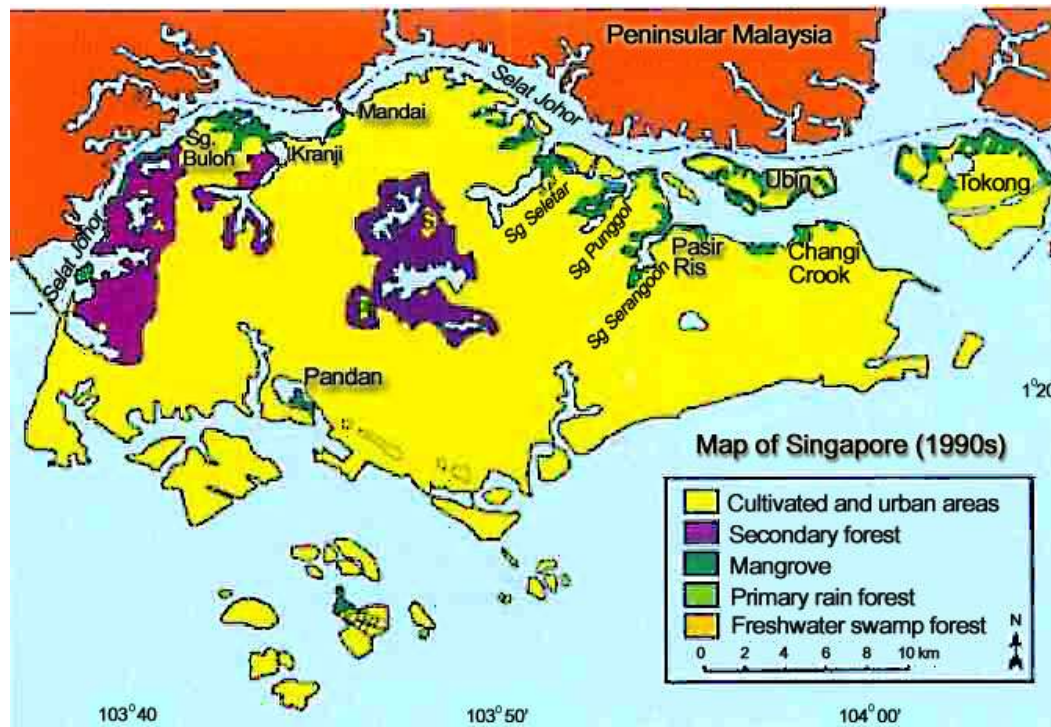 Peninsular Malaysia
Selat Johor
Mandai
Sg.
Buloh
Kranji
Ubin
Tokong
Sg Seletar
Sg Punggol
Pasir
Ris
Changi
Crook
Selat Johor
Sg Serangoon
Pandan
1°20
Map of Singapore (1990s)
Cultivated and urban areas
Secondary forest
Mangrove
Primary rain forest
Freshwater swamp forest
N
0 2 4 6 8 10 km
103°40
103°50'
104°00'